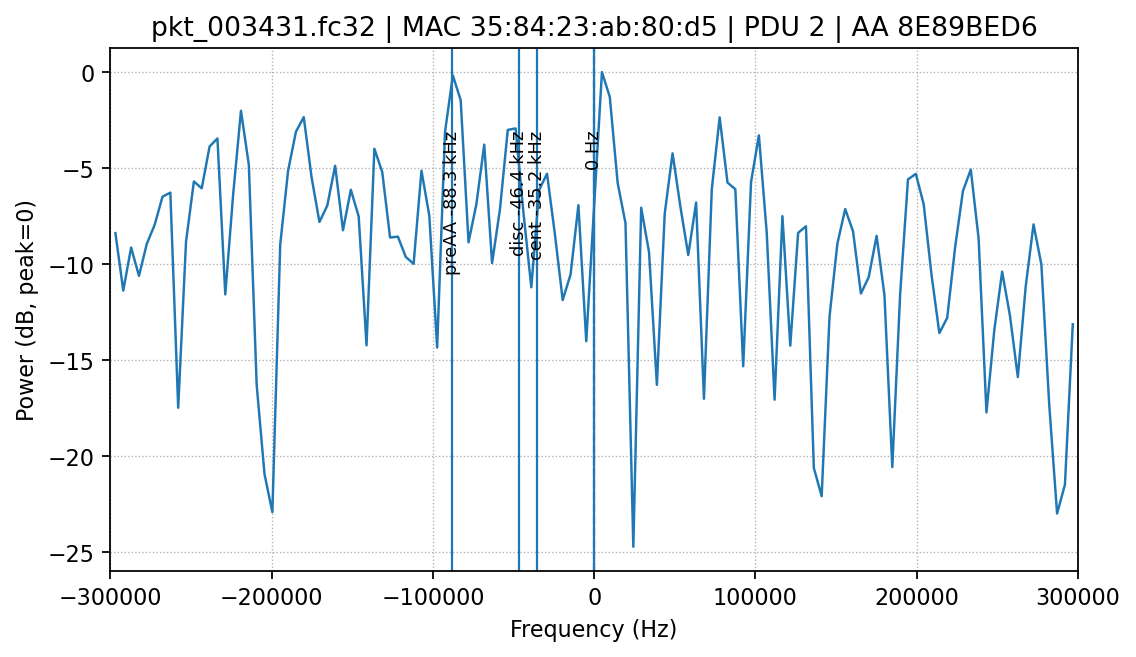 pkt_003431.fc32 | MAC 35:84:23:ab:80:d5 | PDU 2 | AA 8E89BED6
Power (dB, peak=0)
0
−5
−10
−15
−20
−25
preAA -88.3 kHz
disc -46.4 kHz
cent -35.2 kHz
0 Hz
−300000
−200000
−100000
0
100000
200000
300000
Frequency (Hz)